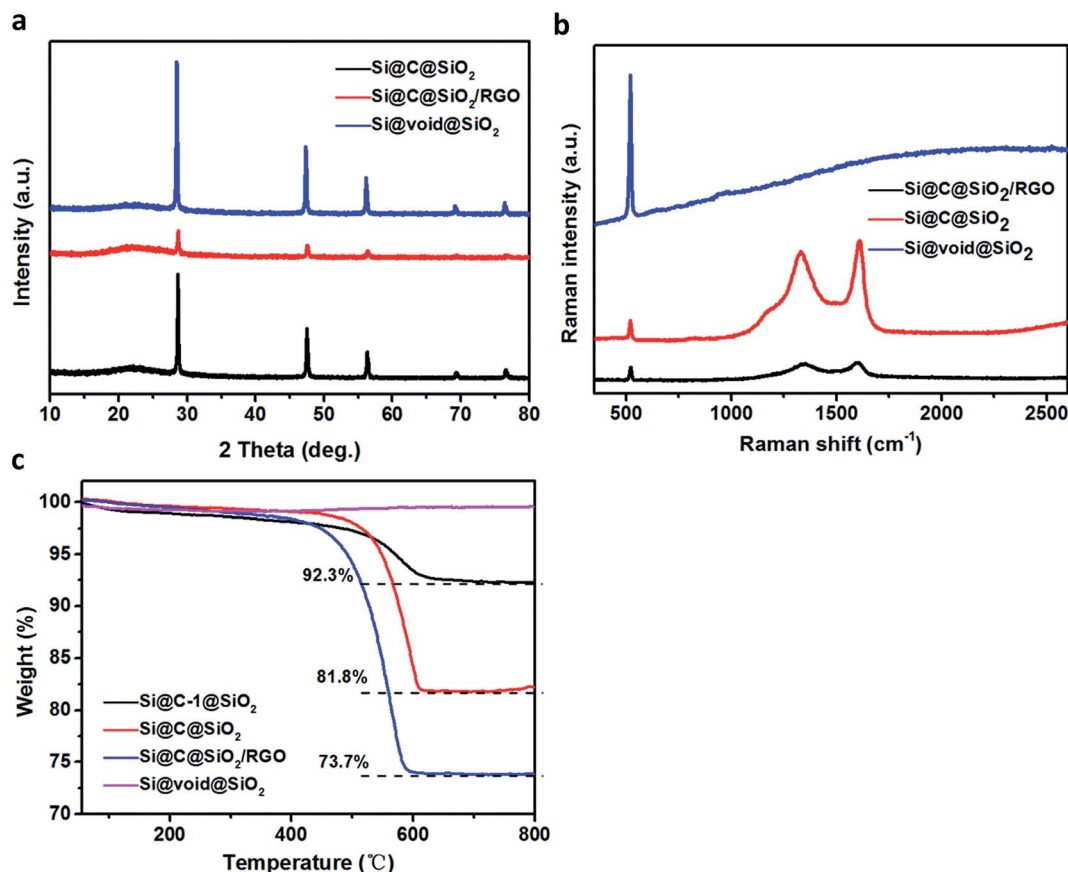 a
Si@C@SiO₂
Si@C@SiO₂/RGO
Si@void@SiO₂
Intensity (a.u.)
10 20 30 40 50 60 70 80
2 Theta (deg.)
b
Si@C@SiO₂/RGO
Si@C@SiO₂
Si@void@SiO₂
Raman intensity (a.u.)
500 1000 1500 2000 2500
Raman shift (cm⁻¹)
c
100
95
90
85
80
75
70
Weight (%)
92.3%
81.8%
73.7%
Si@C-1@SiO₂
Si@C@SiO₂
Si@C@SiO₂/RGO
Si@void@SiO₂
200 400 600 800
Temperature (℃)